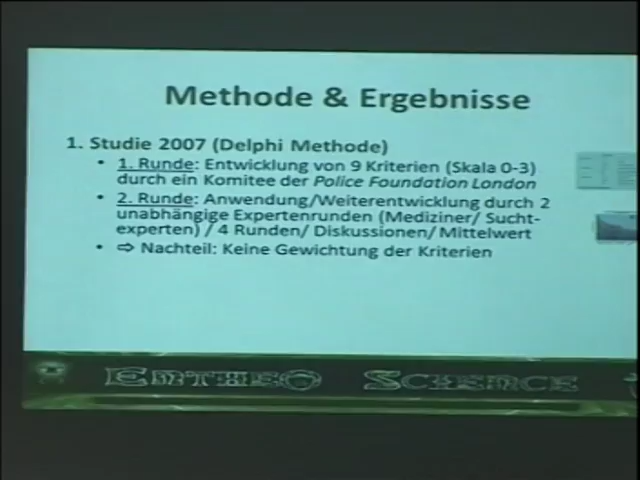 Methode & Ergebnisse
1. Studie 2007 (Delphi Methode)
• 1. Runde: Entwicklung von 9 Kriterien (Skala 0-3)
durch ein Komitee der Police Foundation London
• 2. Runde: Anwendung/Weiterentwicklung durch 2
unabhängige Expertenrunden (Mediziner/ Sucht-
experten) / 4 Runden/ Diskussionen/ Mittelwert
• ⇨ Nachteil: Keine Gewichtung der Kriterien
EntheO Science